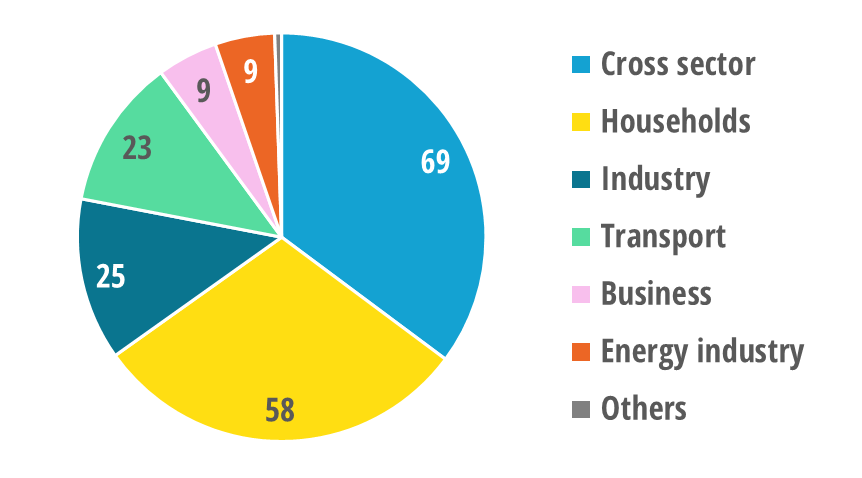 69
58
25
23
9
9
Cross sector
Households
Industry
Transport
Business
Energy industry
Others